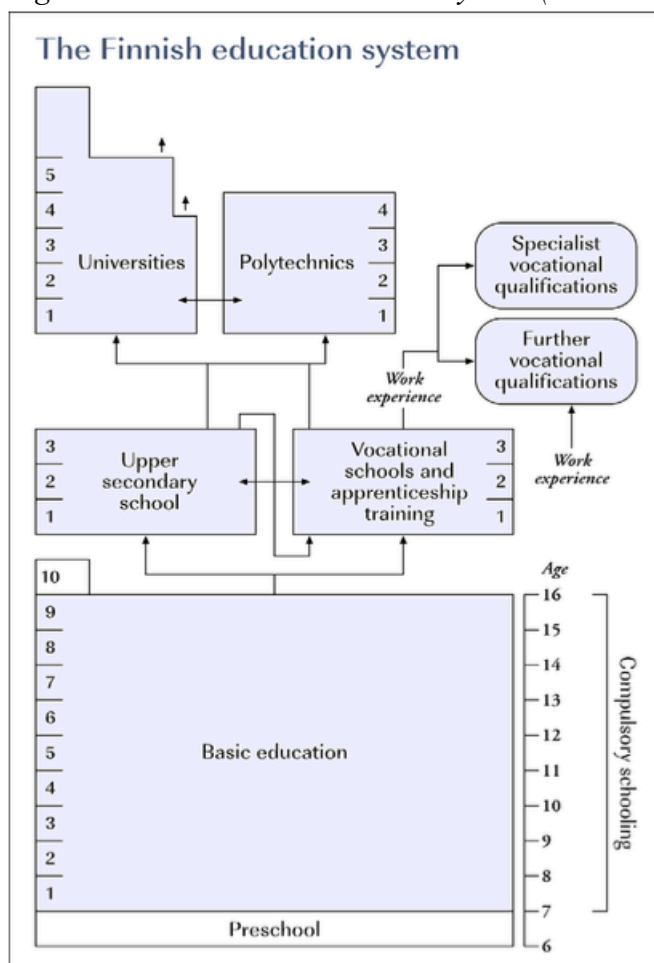 The Finnish education system
5
4
3
2
1
Universities
Polytechnics
4
3
2
1
Specialist
vocational
qualifications
Further
vocational
qualifications
Work
experience
Work
experience
3
2
1
Upper
secondary
school
Vocational
schools and
apprenticeship
training
3
2
1
10
9
8
7
6
5
4
3
2
1
Basic education
Preschool
Age
16
15
14
13
12
11
10
9
8
7
6
Compulsory schooling